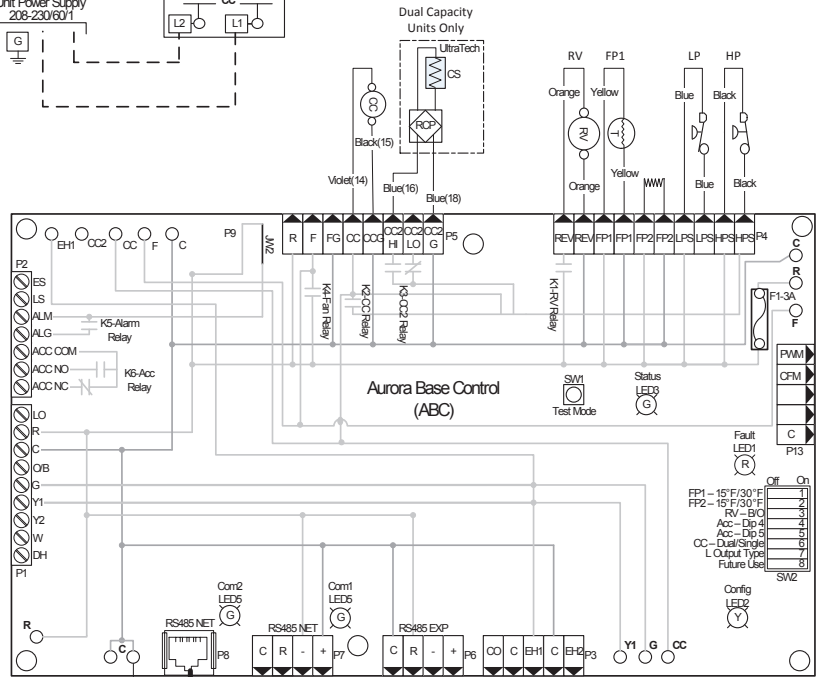 Unit Power Supply
208-230/60/1
CC
L2
L1
G
Dual Capacity
Units Only
UltraTech
CS
RCP
CC
Black(15)
Violet(14)
Blue(16)
Blue(18)
RV
FP1
LP
HP
Orange
Yellow
Blue
Black
RV
T
Yellow
Orange
Blue
Black
EH1
CC2
CC
F
C
P9
JW2
R
F
FG
CC
CCG
CC2 HI
CC2 LO
CC2 G
P5
REV
REV
FP1
FP1
FP2
FP2
LPS
LPS
HPS
HPS
P4
C
R
F1-3A
F
P2
ES
LS
ALM
ALG
ACC COM
ACC NO
ACC NC
K5-Alarm
Relay
K6-Acc
Relay
K4-Fan Relay
K2-CC Relay
K3-CC2 Relay
K1-RV Relay
Aurora Base Control
(ABC)
SW1
Test Mode
Status
LED3
G
PWM
CFM
C
P13
Fault
LED1
R
LO
R
C
O/B
G
Y1
Y2
W
DH
P1
Off On
FP1 – 15°F/30°F 1
FP2 – 15°F/30°F 2
RV – B/O 3
Acc – Dip 4 4
Acc – Dip 5 5
CC – Dual/Single 6
L Output Type 7
Future Use 8
SW2
Config
LED2
Y
R
C
Com2
LED5
G
Com1
LED5
G
RS485 NET
P8
RS485 NET
C R - +
P7
RS485 EXP
C R - +
P6
CO C EH1 C EH2
P3
Y1 G CC